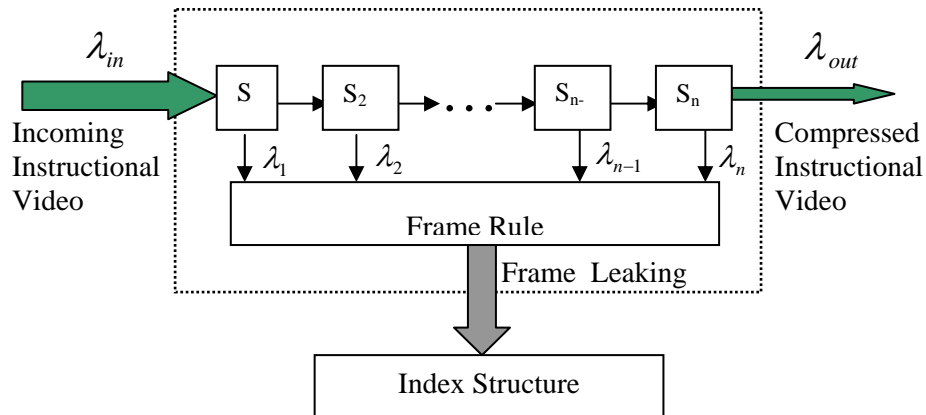 λin
λout
S
S2
...
Sn-
Sn
Incoming
Instructional
Video
λ1
λ2
λn−1
λn
Compressed
Instructional
Video
Frame Rule
Frame Leaking
Index Structure